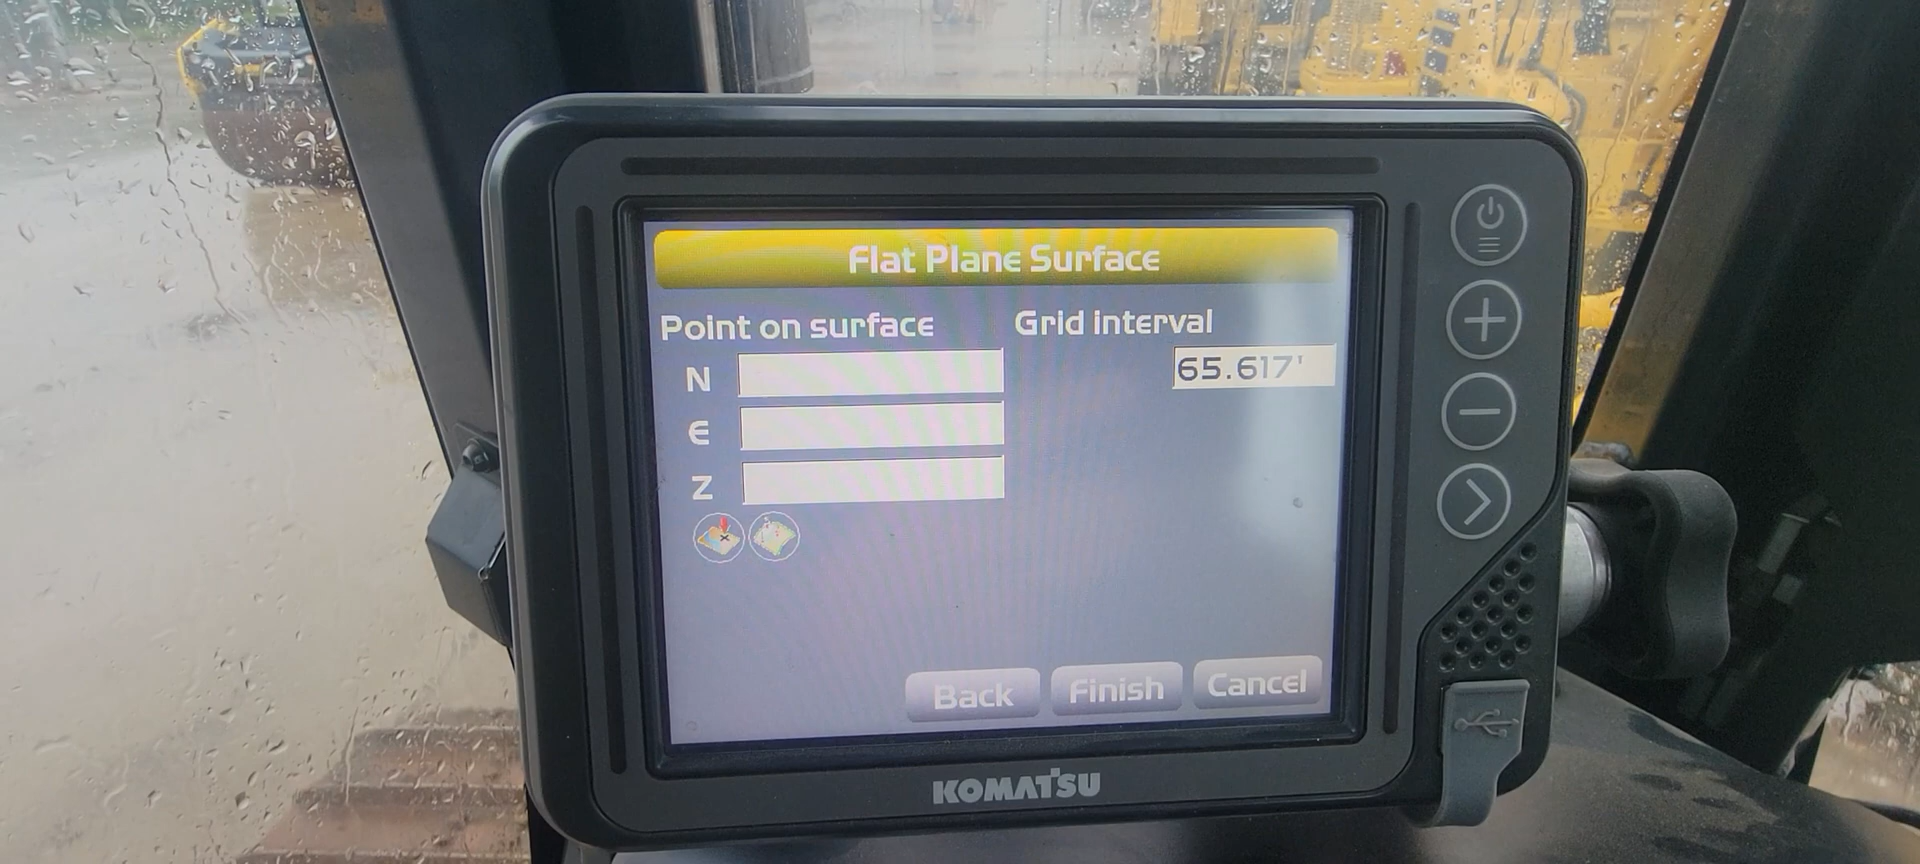 Flat Plane Surface
Point on surface
Grid interval
N
65.617'
E
Z
Back
Finish
Cancel
KOMATSU